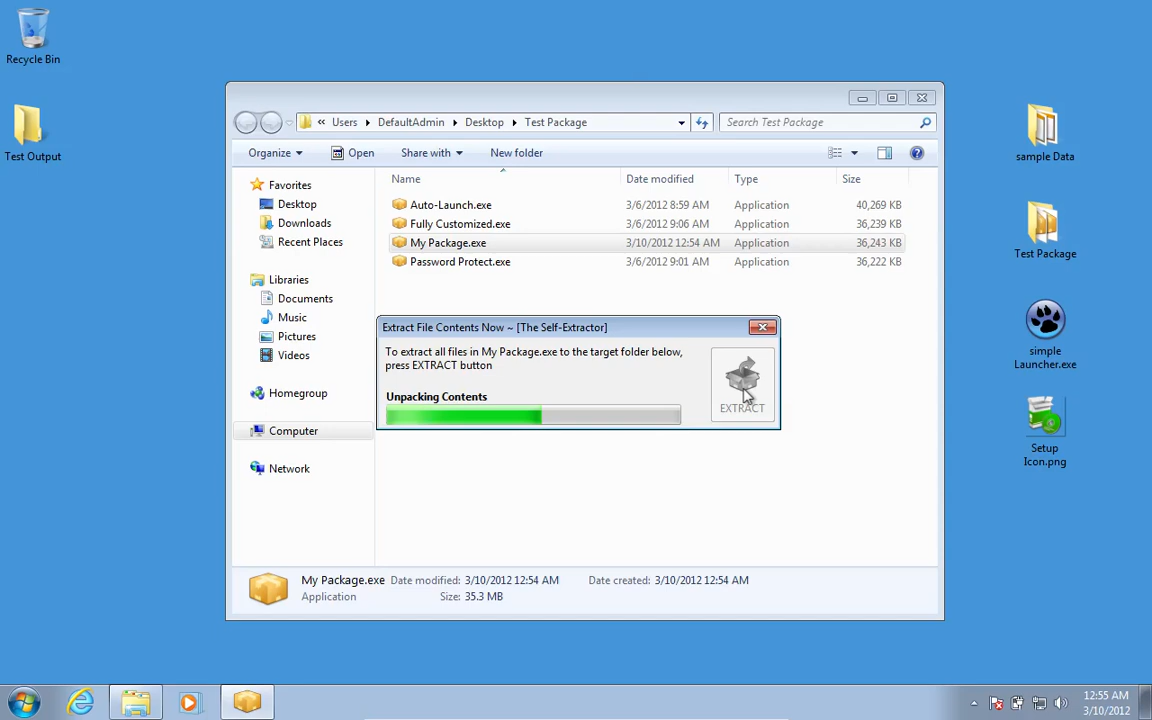 Recycle Bin
Test Output
« Users DefaultAdmin Desktop Test Package
Search Test Package
Organize Open Share with New folder
Name Date modified Type Size
Favorites
Desktop
Downloads
Recent Places
Libraries
Documents
Music
Pictures
Videos
Homegroup
Computer
Network
Auto-Launch.exe 3/6/2012 8:59 AM Application 40,269 KB
Fully Customized.exe 3/6/2012 9:06 AM Application 36,239 KB
My Package.exe 3/10/2012 12:54 AM Application 36,243 KB
Password Protect.exe 3/6/2012 9:01 AM Application 36,222 KB
Extract File Contents Now ~ [The Self-Extractor]
To extract all files in My Package.exe to the target folder below,
press EXTRACT button
Unpacking Contents
EXTRACT
My Package.exe Date modified: 3/10/2012 12:54 AM Date created: 3/10/2012 12:54 AM
Application Size: 35.3 MB
sample Data
Test Package
simple
Launcher.exe
Setup
Icon.png
12:55 AM
3/10/2012